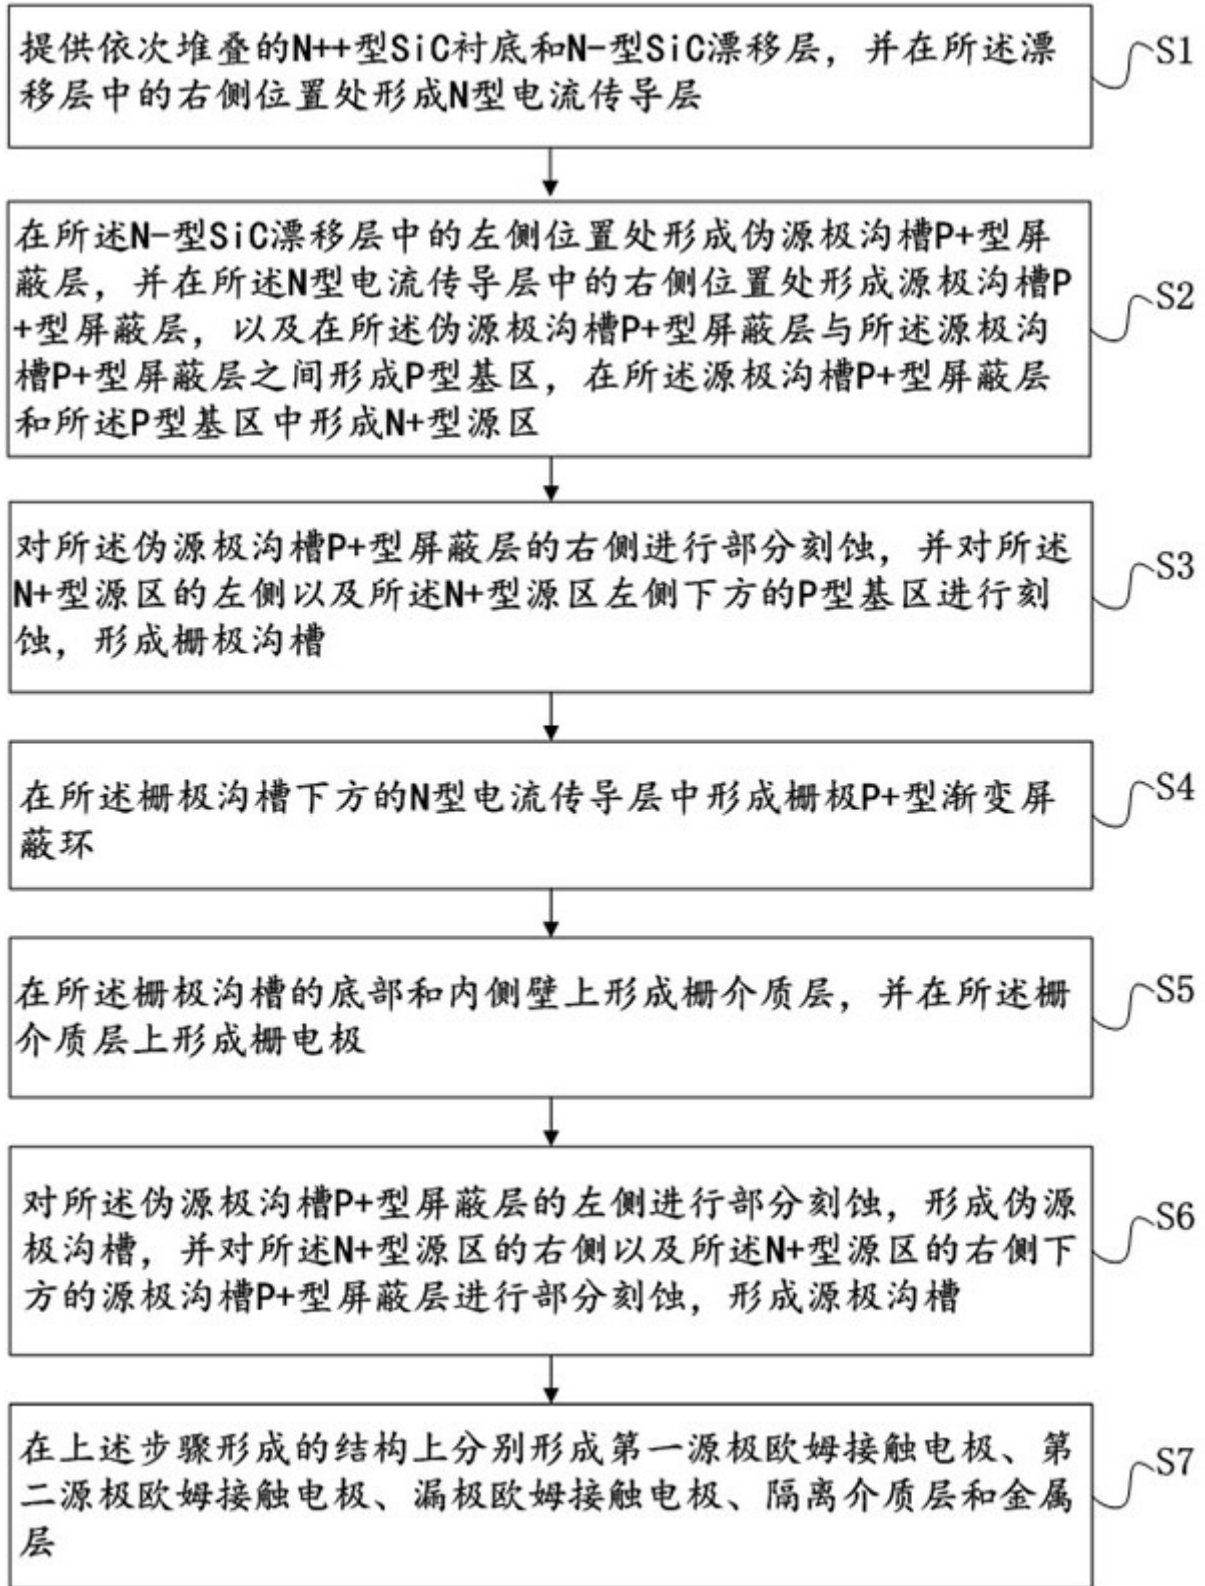 提供依次堆叠的N++型SiC衬底和N-型SiC漂移层，并在所述漂
移层中的右侧位置处形成N型电流传导层
S1
在所述N-型SiC漂移层中的左侧位置处形成伪源极沟槽P+型屏
蔽层，并在所述N型电流传导层中的右侧位置处形成源极沟槽P
+型屏蔽层，以及在所述伪源极沟槽P+型屏蔽层与所述源极沟
槽P+型屏蔽层之间形成P型基区，在所述源极沟槽P+型屏蔽层
和所述P型基区中形成N+型源区
S2
对所述伪源极沟槽P+型屏蔽层的右侧进行部分刻蚀，并对所述
N+型源区的左侧以及所述N+型源区左侧下方的P型基区进行刻
蚀，形成栅极沟槽
S3
在所述栅极沟槽下方的N型电流传导层中形成栅极P+型渐变屏
蔽环
S4
在所述栅极沟槽的底部和内侧壁上形成栅介质层，并在所述栅
介质层上形成栅电极
S5
对所述伪源极沟槽P+型屏蔽层的左侧进行部分刻蚀，形成伪源
极沟槽，并对所述N+型源区的右侧以及所述N+型源区的右侧下
方的源极沟槽P+型屏蔽层进行部分刻蚀，形成源极沟槽
S6
在上述步骤形成的结构上分别形成第一源极欧姆接触电极、第
二源极欧姆接触电极、漏极欧姆接触电极、隔离介质层和金属
层
S7